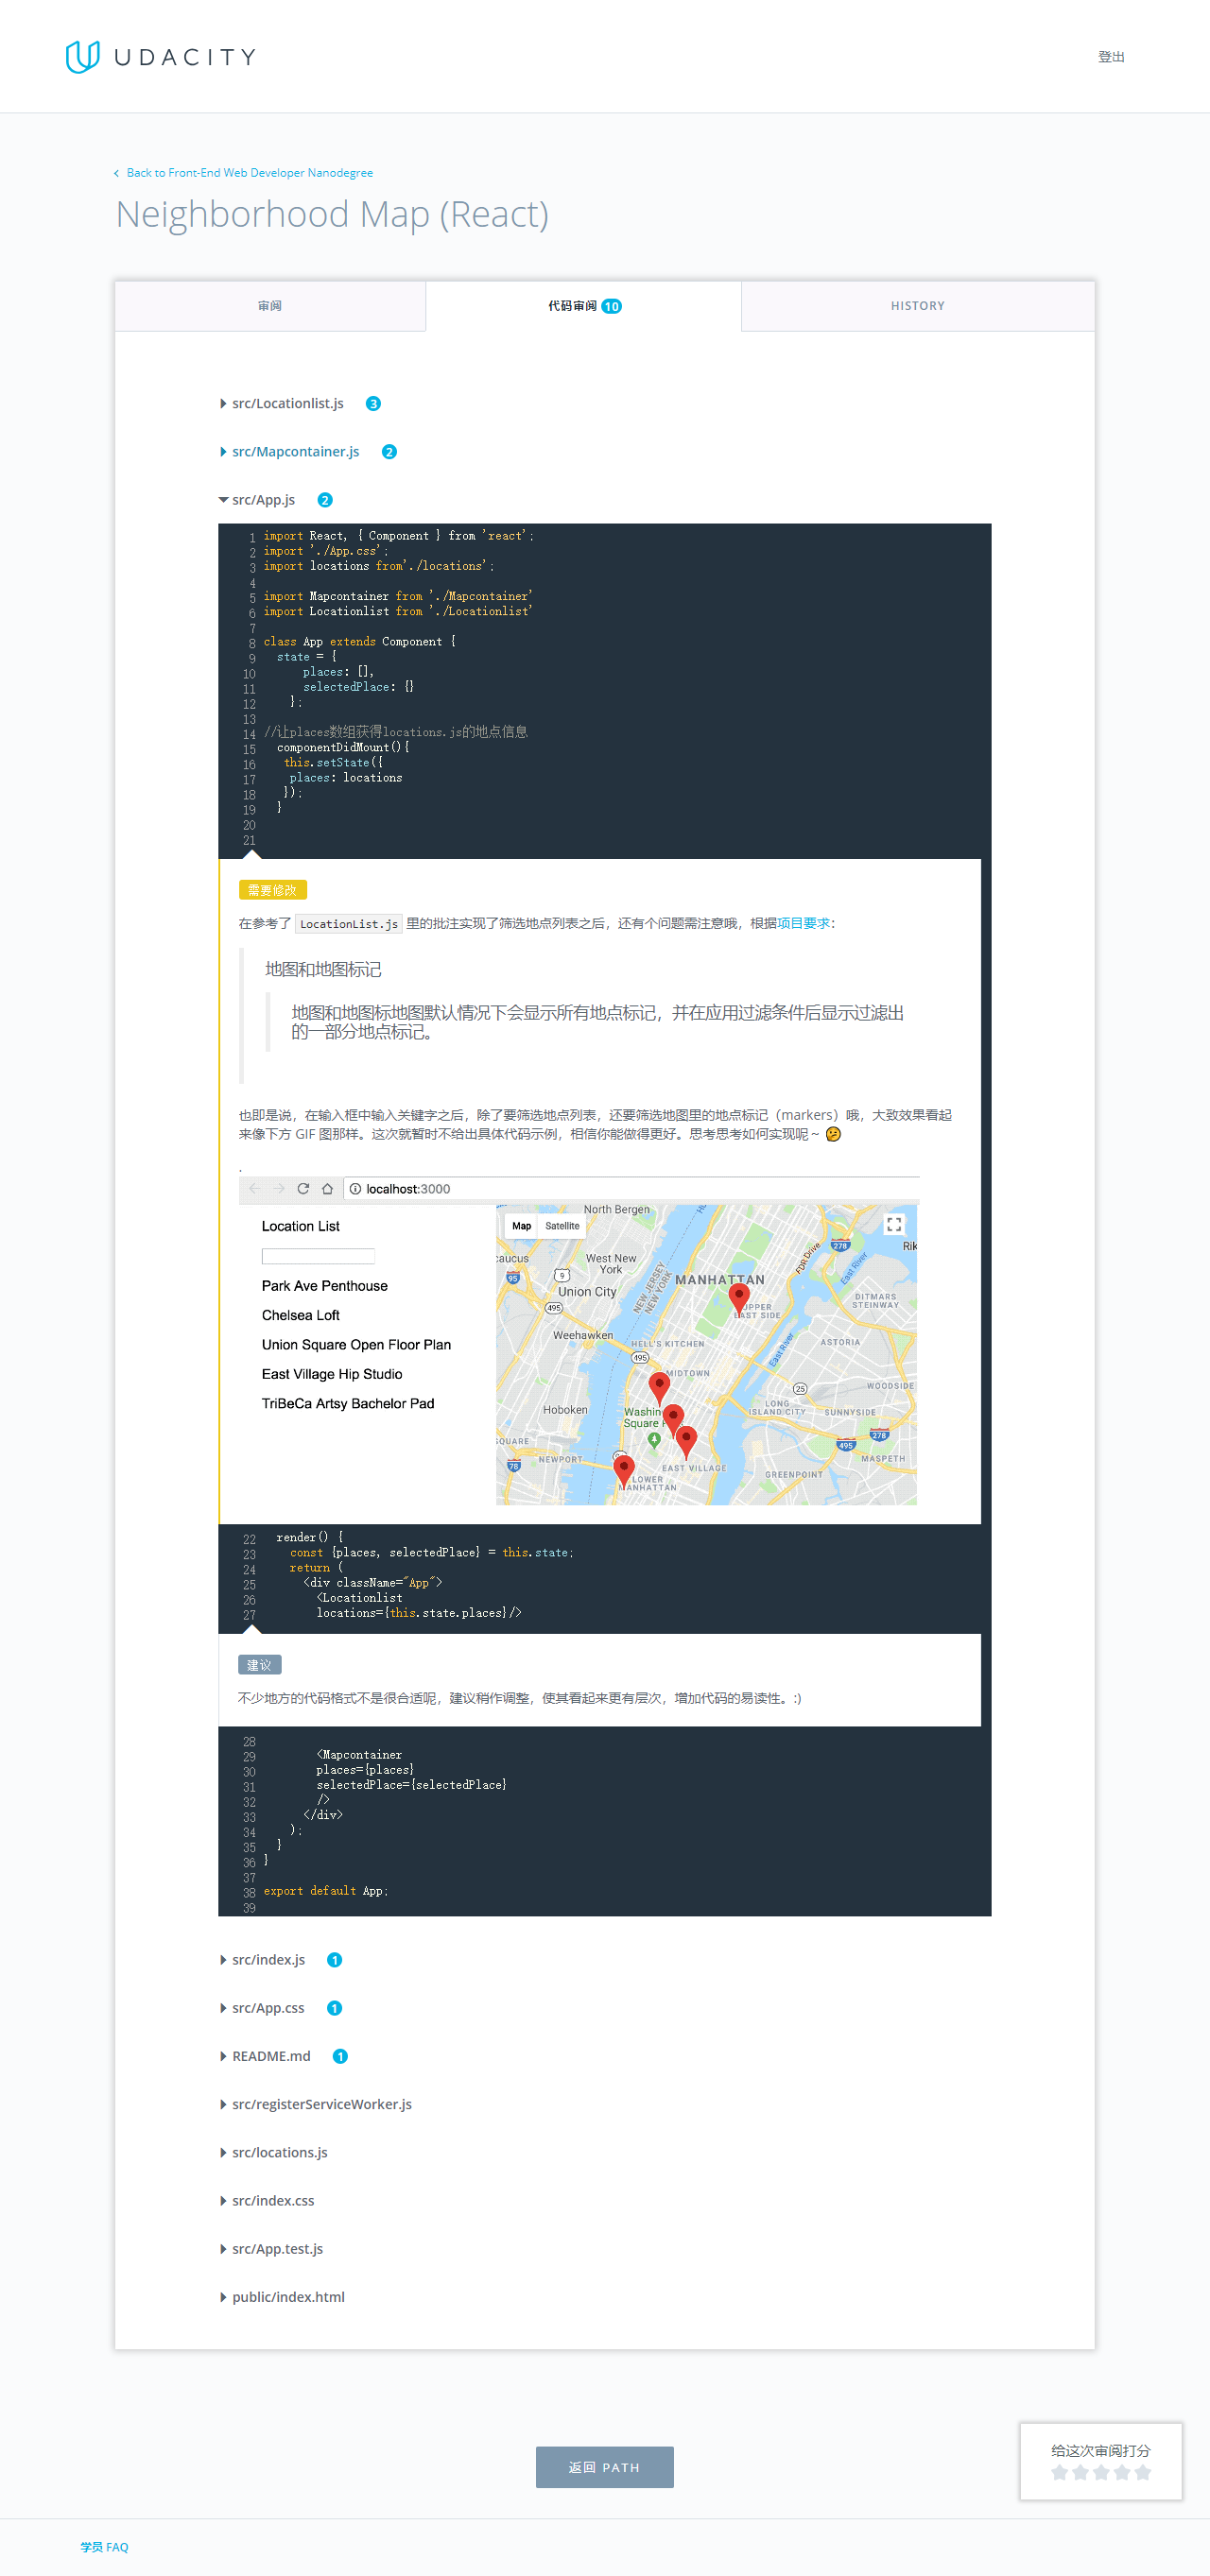 UDACITY
登出
Back to Front-End Web Developer Nanodegree
Neighborhood Map (React)
审阅
代码审阅 10
HISTORY
src/Locationlist.js 3
src/Mapcontainer.js 2
src/App.js 2
1 import React, { Component } from 'react';
2 import './App.css';
3 import locations from'./locations';
4
5 import Mapcontainer from './Mapcontainer'
6 import Locationlist from './Locationlist'
7
8 class App extends Component {
9 state = {
10 places: [],
11 selectedPlace: {}
12 };
13
14 //让places数组获得locations.js的地点信息
15 componentDidMount(){
16 this.setState({
17 places: locations
18 });
19 }
20
21
需要修改
在参考了 LocationList.js 里的批注实现了筛选地点列表之后，还有个问题需注意哦，根据项目要求：
地图和地图标记
地图和地图标地图默认情况下会显示所有地点标记，并在应用过滤条件后显示过滤出
的一部分地点标记。
也即是说，在输入框中输入关键字之后，除了要筛选地点列表，还要筛选地图里的地点标记（markers）哦，大致效果看起
来像下方 GIF 图那样。这次就暂时不给出具体代码示例，相信你能做得更好。思考思考如何实现呢～ 🤔
.
localhost:3000
Location List
Park Ave Penthouse
Chelsea Loft
Union Square Open Floor Plan
East Village Hip Studio
TriBeCa Artsy Bachelor Pad
North Bergen
Map Satellite
278
Rik
caucus
West New
York
95
9
Union City
NEW JERSEY
NEW YORK
MANHATTAN
FDR Drive
East River
495
UPPER
EAST SIDE
DITMARS
STEINWAY
Weehawken
HELL'S KITCHEN
ASTORIA
East River
495
MIDTOWN
25
WOODSIDE
Hoboken
Washin
Square P
LONG
ISLAND CITY
SUNNYSIDE
278
SQUARE
NEWPORT
EAST VILLAGE
495
MASPETH
78
LOWER
MANHATTAN
GREENPOINT
22 render() {
23 const {places, selectedPlace} = this.state;
24 return (
25 <div className="App">
26 <Locationlist
27 locations={this.state.places}/>
建议
不少地方的代码格式不是很合适呢，建议稍作调整，使其看起来更有层次，增加代码的易读性。:)
28
29 <Mapcontainer
30 places={places}
31 selectedPlace={selectedPlace}
32 />
33 </div>
34 );
35 }
36 }
37
38 export default App;
39
src/index.js 1
src/App.css 1
README.md 1
src/registerServiceWorker.js
src/locations.js
src/index.css
src/App.test.js
public/index.html
给这次审阅打分
返回 PATH
学员 FAQ